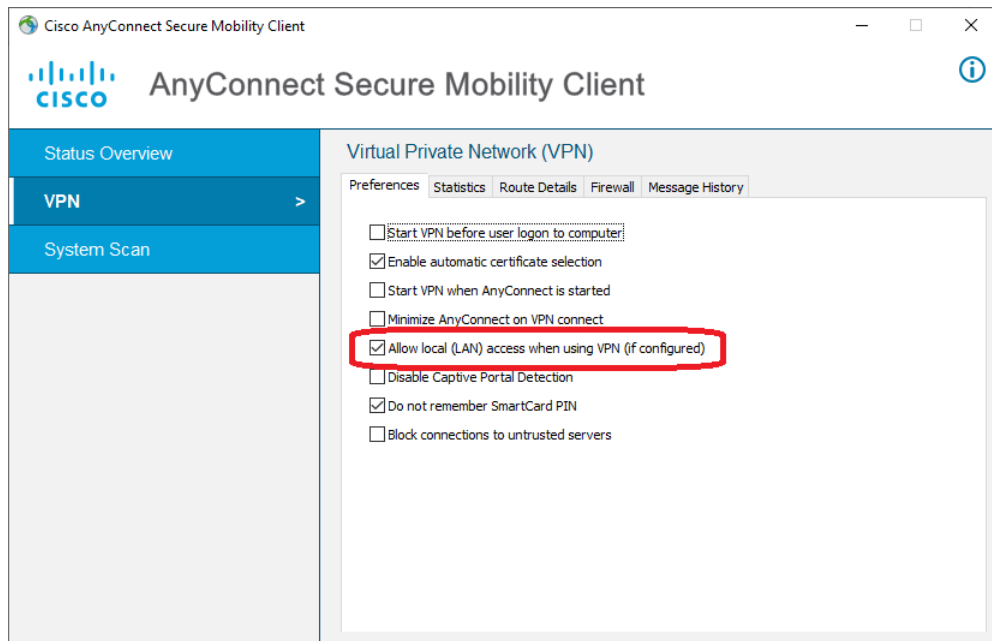 Cisco AnyConnect Secure Mobility Client
CISCO
AnyConnect Secure Mobility Client
Status Overview
VPN >
System Scan
Virtual Private Network (VPN)
Preferences Statistics Route Details Firewall Message History
Start VPN before user logon to computer
Enable automatic certificate selection
Start VPN when AnyConnect is started
Minimize AnyConnect on VPN connect
Allow local (LAN) access when using VPN (if configured)
Disable Captive Portal Detection
Do not remember SmartCard PIN
Block connections to untrusted servers